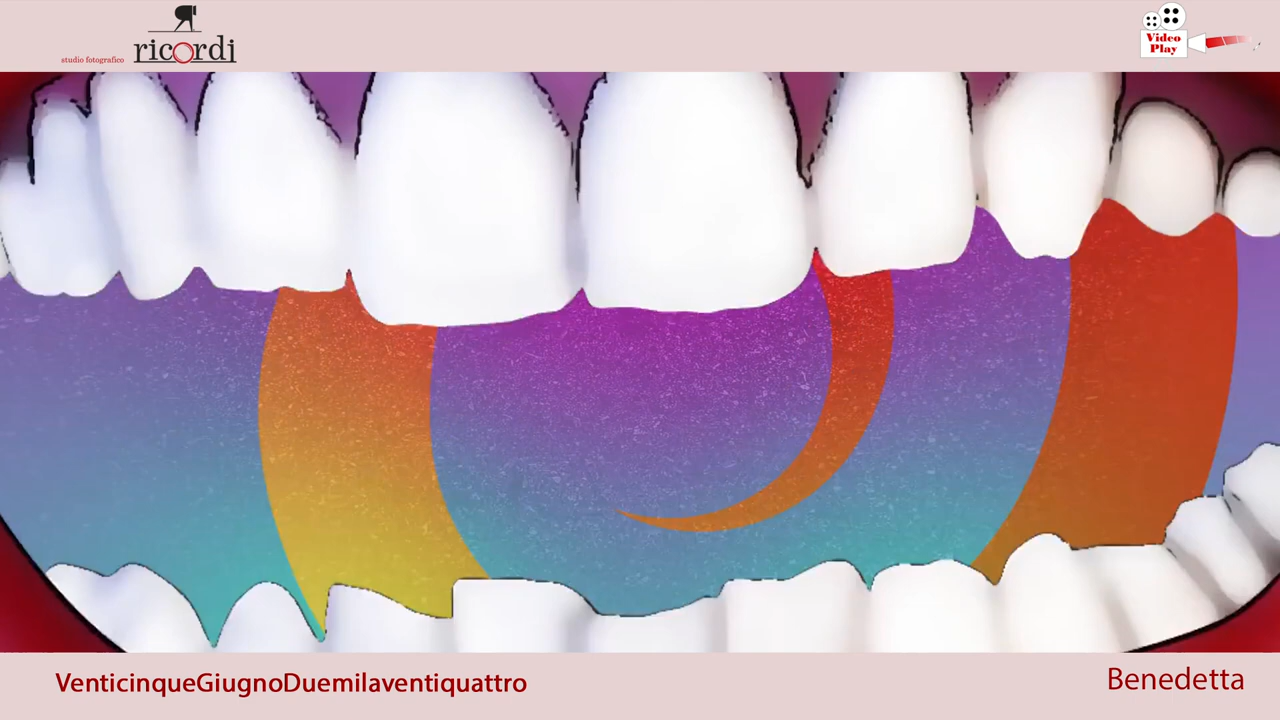 studio fotografico ricordi
Video
Play
VenticinqueGiugnoDuemilaventiquattro
Benedetta